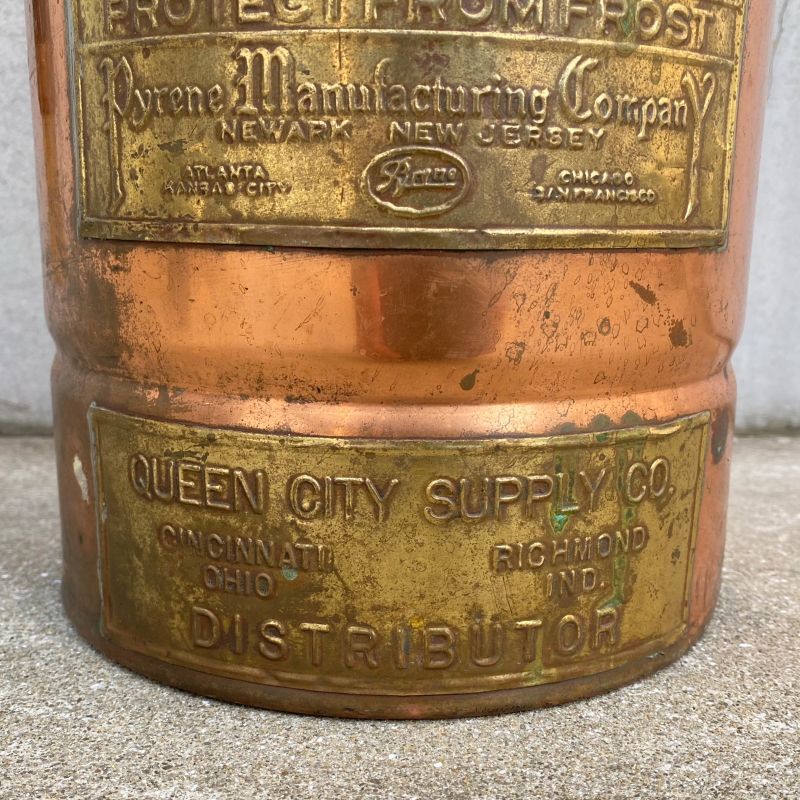 PROTECT FROM FROST
Pyrene Manufacturing Company
NEWARK NEW JERSEY
ATLANTA CHICAGO
KANSAS CITY Pyrene SAN FRANCISCO
QUEEN CITY SUPPLY CO.
CINCINNATI RICHMOND
OHIO IND.
DISTRIBUTOR